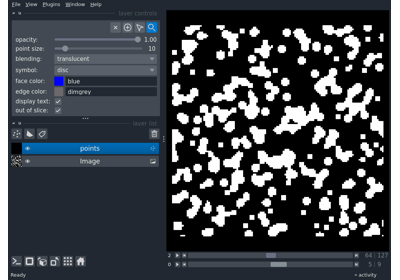 File View Plugins Window Help
layer controls
opacity: 1.00
point size: 10
blending: translucent
symbol: disc
face color: blue
edge color: dimgrey
display text:
out of slice:
layer list
points
Image
2 64 127
0 5 9
Ready
activity